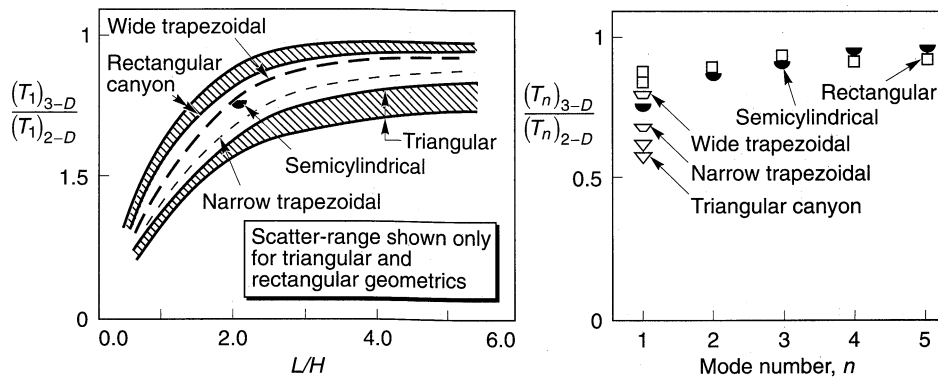 1
1.5
0
(T₁)₃₋D
(T₁)₂₋D
Wide trapezoidal
Rectangular
canyon
Triangular
Semicylindrical
Narrow trapezoidal
Scatter-range shown only
for triangular and
rectangular geometrics
0.0 2.0 4.0 6.0
L/H
1
0.5
0
(Tₙ)₃₋D
(Tₙ)₂₋D
Rectangular
Semicylindrical
Wide trapezoidal
Narrow trapezoidal
Triangular canyon
1 2 3 4 5
Mode number, n